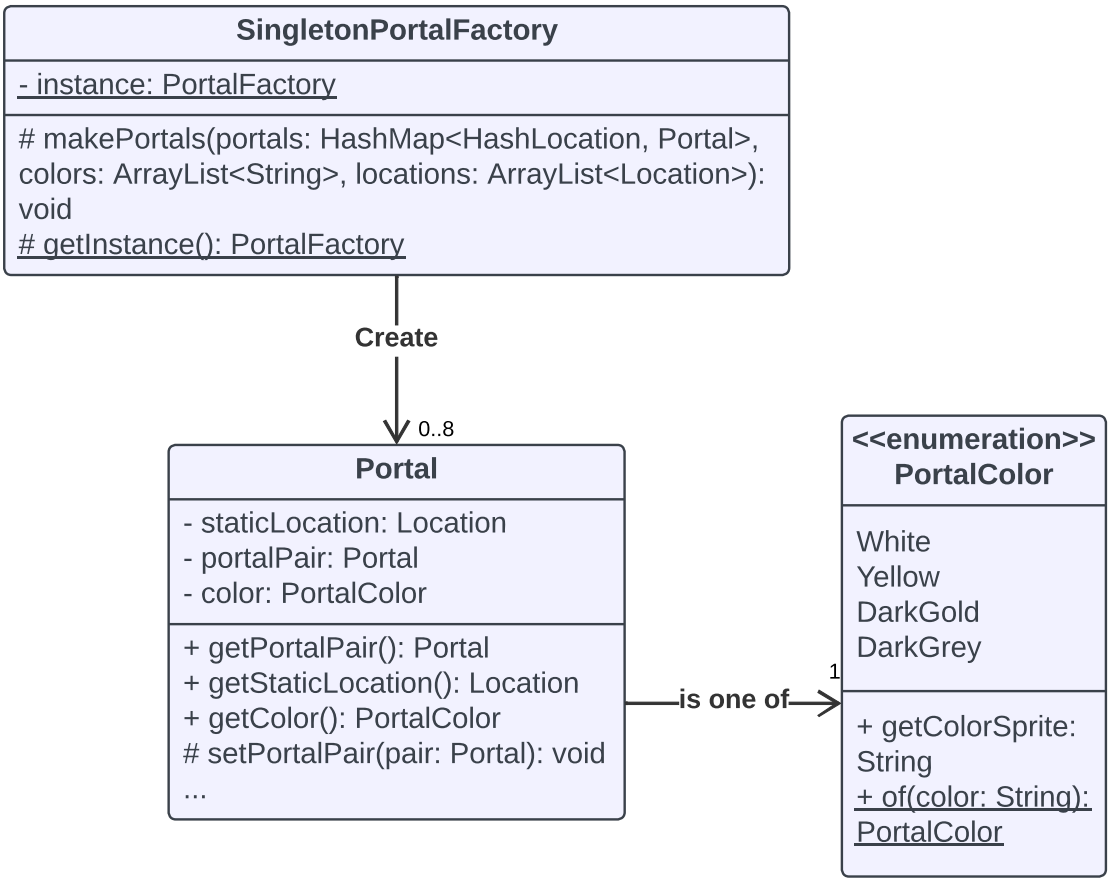 SingletonPortalFactory
- instance: PortalFactory
# makePortals(portals: HashMap<HashLocation, Portal>,
colors: ArrayList<String>, locations: ArrayList<Location>):
void
# getInstance(): PortalFactory
Create
0..8
Portal
- staticLocation: Location
- portalPair: Portal
- color: PortalColor
+ getPortalPair(): Portal
+ getStaticLocation(): Location
+ getColor(): PortalColor
# setPortalPair(pair: Portal): void
...
is one of
1
<<enumeration>>
PortalColor
White
Yellow
DarkGold
DarkGrey
+ getColorSprite:
String
+ of(color: String):
PortalColor